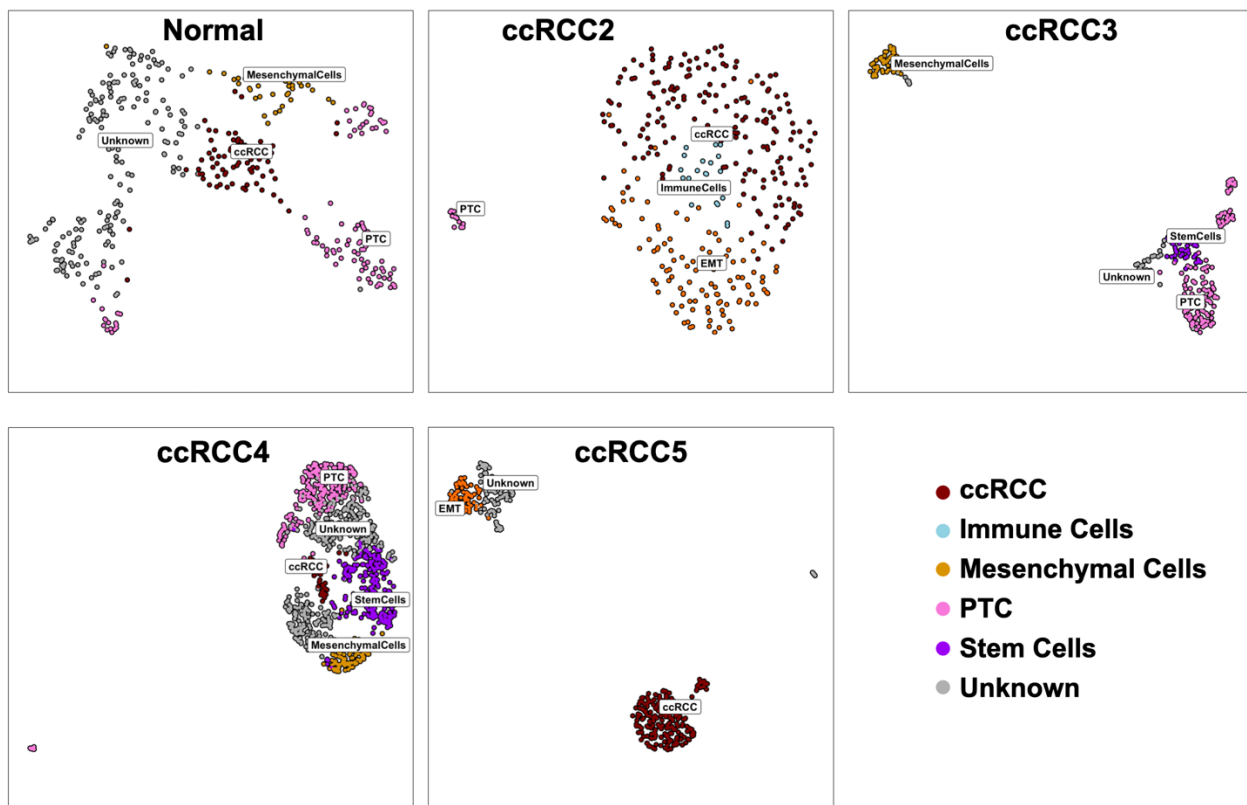 Normal
MesenchymalCells
Unknown
ccRCC
PTC
ccRCC2
ccRCC
ImmuneCells
PTC
EMT
ccRCC3
MesenchymalCells
StemCells
Unknown
PTC
ccRCC4
PTC
Unknown
ccRCC
StemCells
MesenchymalCells
ccRCC5
Unknown
EMT
ccRCC
ccRCC
Immune Cells
Mesenchymal Cells
PTC
Stem Cells
Unknown